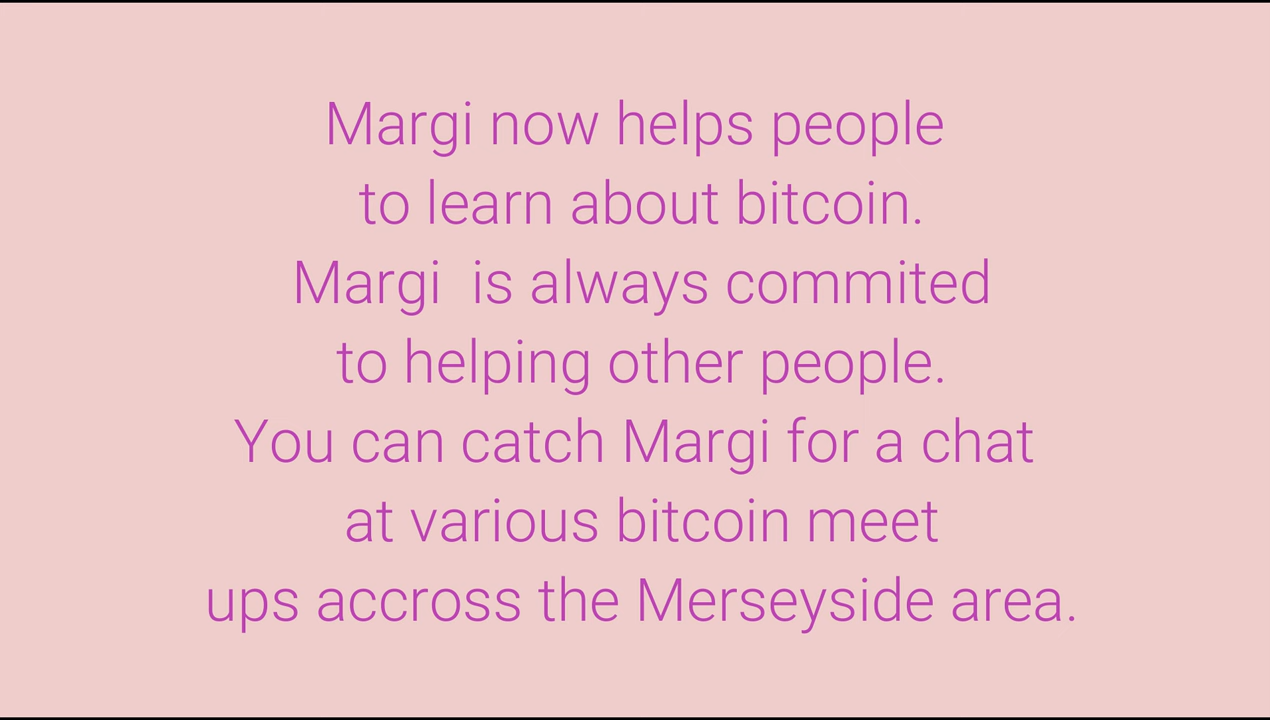 Margi now helps people
to learn about bitcoin.
Margi  is always commited
to helping other people.
You can catch Margi for a chat
at various bitcoin meet
ups accross the Merseyside area.